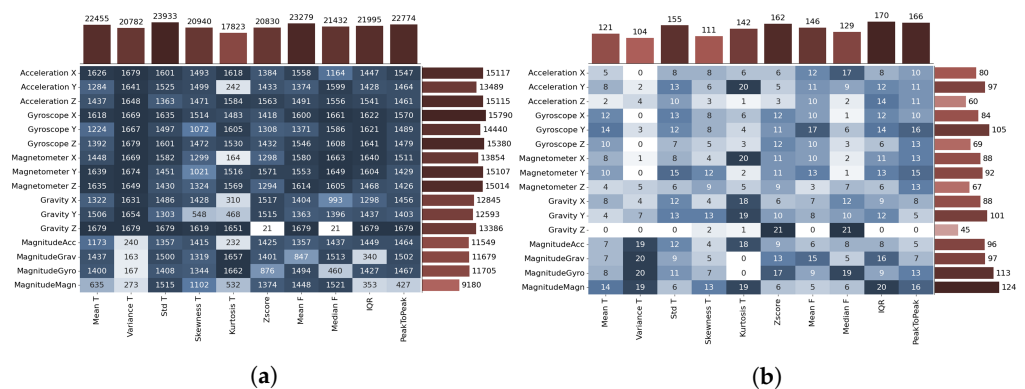 22455 20782 23933 20940 17823 20830 23279 21432 21995 22774
Acceleration X 1626 1679 1601 1493 1618 1384 1558 1164 1447 1547 15117
Acceleration Y 1284 1641 1525 1499 242 1433 1374 1599 1428 1464 13489
Acceleration Z 1437 1648 1363 1471 1584 1563 1491 1556 1541 1461 15115
Gyroscope X 1618 1669 1635 1514 1483 1418 1600 1661 1622 1570 15790
Gyroscope Y 1224 1667 1497 1072 1605 1308 1371 1586 1621 1489 14440
Gyroscope Z 1392 1679 1601 1472 1530 1432 1546 1608 1641 1479 15380
Magnetometer X 1448 1669 1582 1299 164 1298 1580 1663 1640 1511 13854
Magnetometer Y 1639 1674 1451 1021 1516 1571 1553 1649 1604 1429 15107
Magnetometer Z 1635 1649 1430 1324 1569 1294 1614 1605 1468 1426 15014
Gravity X 1322 1631 1486 1428 310 1517 1404 993 1298 1456 12845
Gravity Y 1506 1654 1303 548 468 1515 1363 1396 1437 1403 12593
Gravity Z 1679 1679 1679 1619 1651 21 1679 21 1679 1679 13386
MagnitudeAcc 1173 240 1357 1415 232 1425 1357 1437 1449 1464 11549
MagnitudeGrav 1437 163 1500 1319 1657 1401 847 1513 340 1502 11679
MagnitudeGyro 1400 167 1408 1344 1662 876 1494 460 1427 1467 11705
MagnitudeMagn 635 273 1515 1102 532 1374 1448 1521 353 427 9180
Mean T Variance T Std T Skewness T Kurtosis T Zscore Mean F Median F IQR PeakToPeak
(a)
121 104 155 111 142 162 146 129 170 166
Acceleration X 5 0 8 8 6 6 12 17 8 10 80
Acceleration Y 8 2 13 6 20 5 11 9 12 11 97
Acceleration Z 2 4 10 3 1 3 10 2 14 11 60
Gyroscope X 12 0 13 8 0 12 10 1 15 13 84
Gyroscope Y 14 3 12 8 4 11 17 6 14 16 105
Gyroscope Z 10 0 7 5 3 12 10 3 6 13 69
Magnetometer X 8 1 8 4 20 11 10 2 11 13 88
Magnetometer Y 10 0 15 12 2 11 13 1 13 15 92
Magnetometer Z 4 5 6 9 5 9 3 7 6 13 67
Gravity X 8 4 12 4 18 6 10 9 9 8 88
Gravity Y 4 7 13 13 19 10 8 10 12 5 101
Gravity Z 0 0 0 2 1 21 0 21 0 0 45
MagnitudeAcc 7 19 12 4 18 9 6 8 8 5 96
MagnitudeGrav 7 20 9 5 0 13 15 5 16 7 97
MagnitudeGyro 8 20 11 7 0 17 9 19 13 9 113
MagnitudeMagn 14 19 6 13 19 6 5 6 20 16 124
Mean T Variance T Std T Skewness T Kurtosis T Zscore Mean F Median F IQR PeakToPeak
(b)